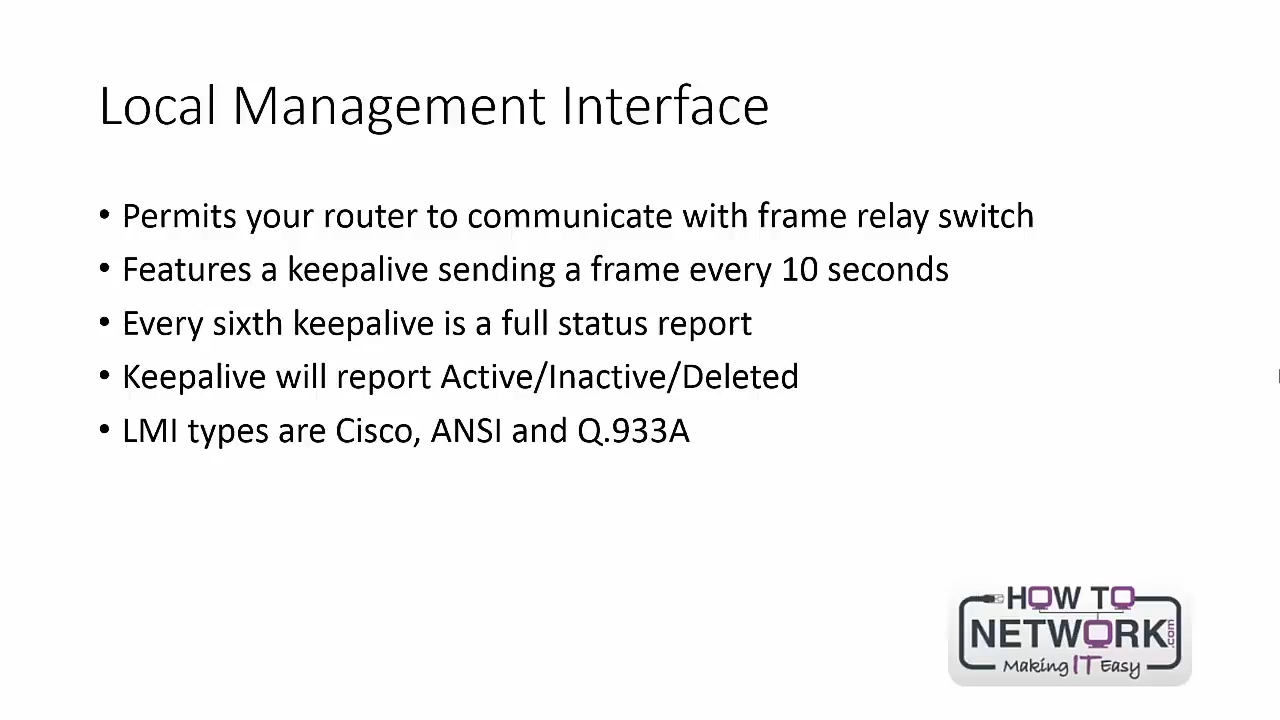 Local Management Interface
• Permits your router to communicate with frame relay switch
• Features a keepalive sending a frame every 10 seconds
• Every sixth keepalive is a full status report
• Keepalive will report Active/Inactive/Deleted
• LMI types are Cisco, ANSI and Q.933A
HOW TO
NETWORK.com
Making IT Easy